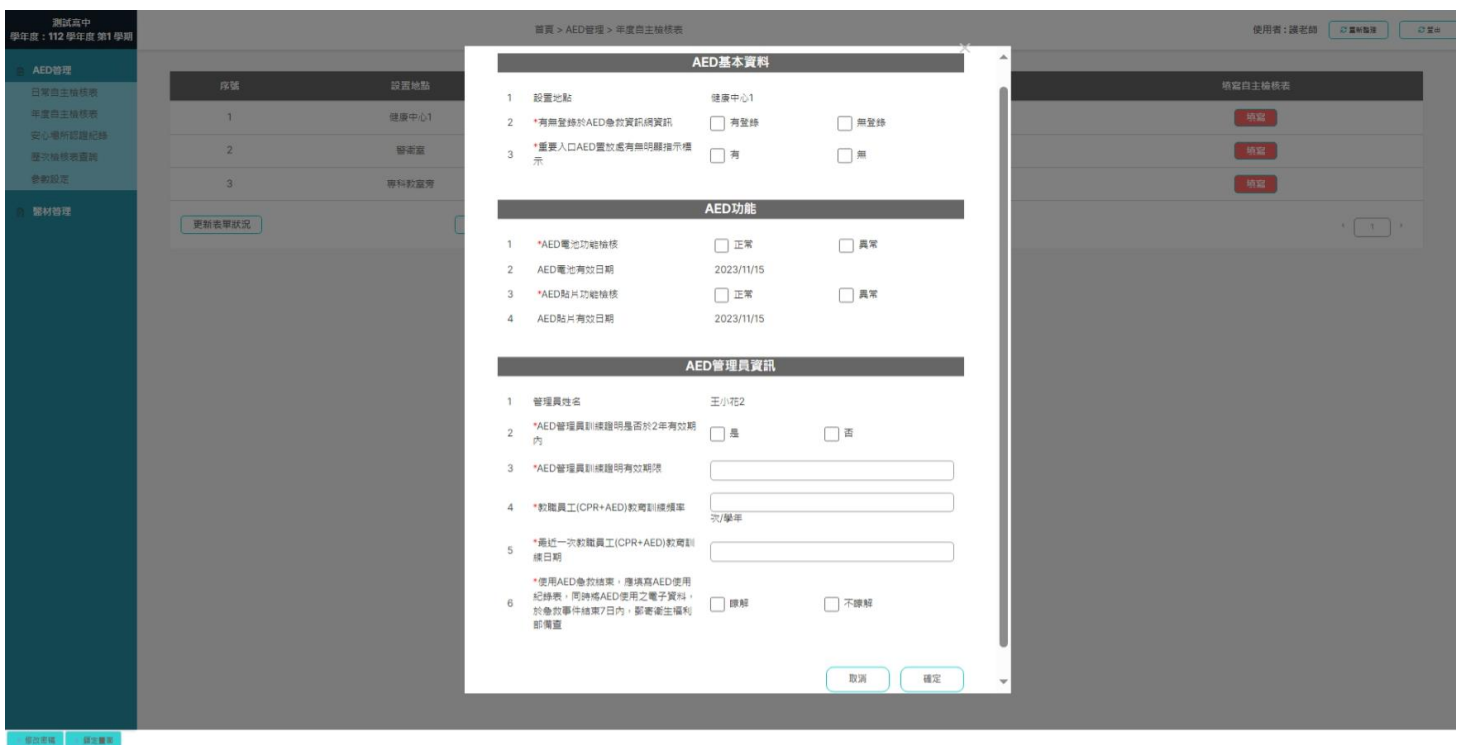 測試高中
學年度：112 學年度 第1 學期
首頁 > AED管理 > 年度自主檢核表
使用者：護老師
重新整理
登出
AED管理
日常自主檢核表
年度自主檢核表
安心場所認證紀錄
歷次檢核表查詢
參數設定
醫材管理
序號
設置地點
填寫自主檢核表
1
健康中心1
填寫
2
警衛室
填寫
3
專科教室旁
填寫
更新表單狀況
1
AED基本資料
1 設置地點 健康中心1
2 *有無登錄於AED急救資訊網資訊 有登錄 無登錄
3 *重要入口AED置放處有無明顯指示標 有 無
示
AED功能
1 *AED電池功能檢核 正常 異常
2 AED電池有效日期 2023/11/15
3 *AED貼片功能檢核 正常 異常
4 AED貼片有效日期 2023/11/15
AED管理員資訊
1 管理員姓名 王小花2
2 *AED管理員訓練證明是否於2年有效期 是 否
內
3 *AED管理員訓練證明有效期限
4 *教職員工(CPR+AED)教育訓練頻率
次/學年
5 *最近一次教職員工(CPR+AED)教育訓
練日期
*使用AED急救結束，應填寫AED使用
紀錄表，同時將AED使用之電子資料，
6 於急救事件結束7日內，郵寄衛生福利 瞭解 不瞭解
部備查
取消
確定
修改密碼